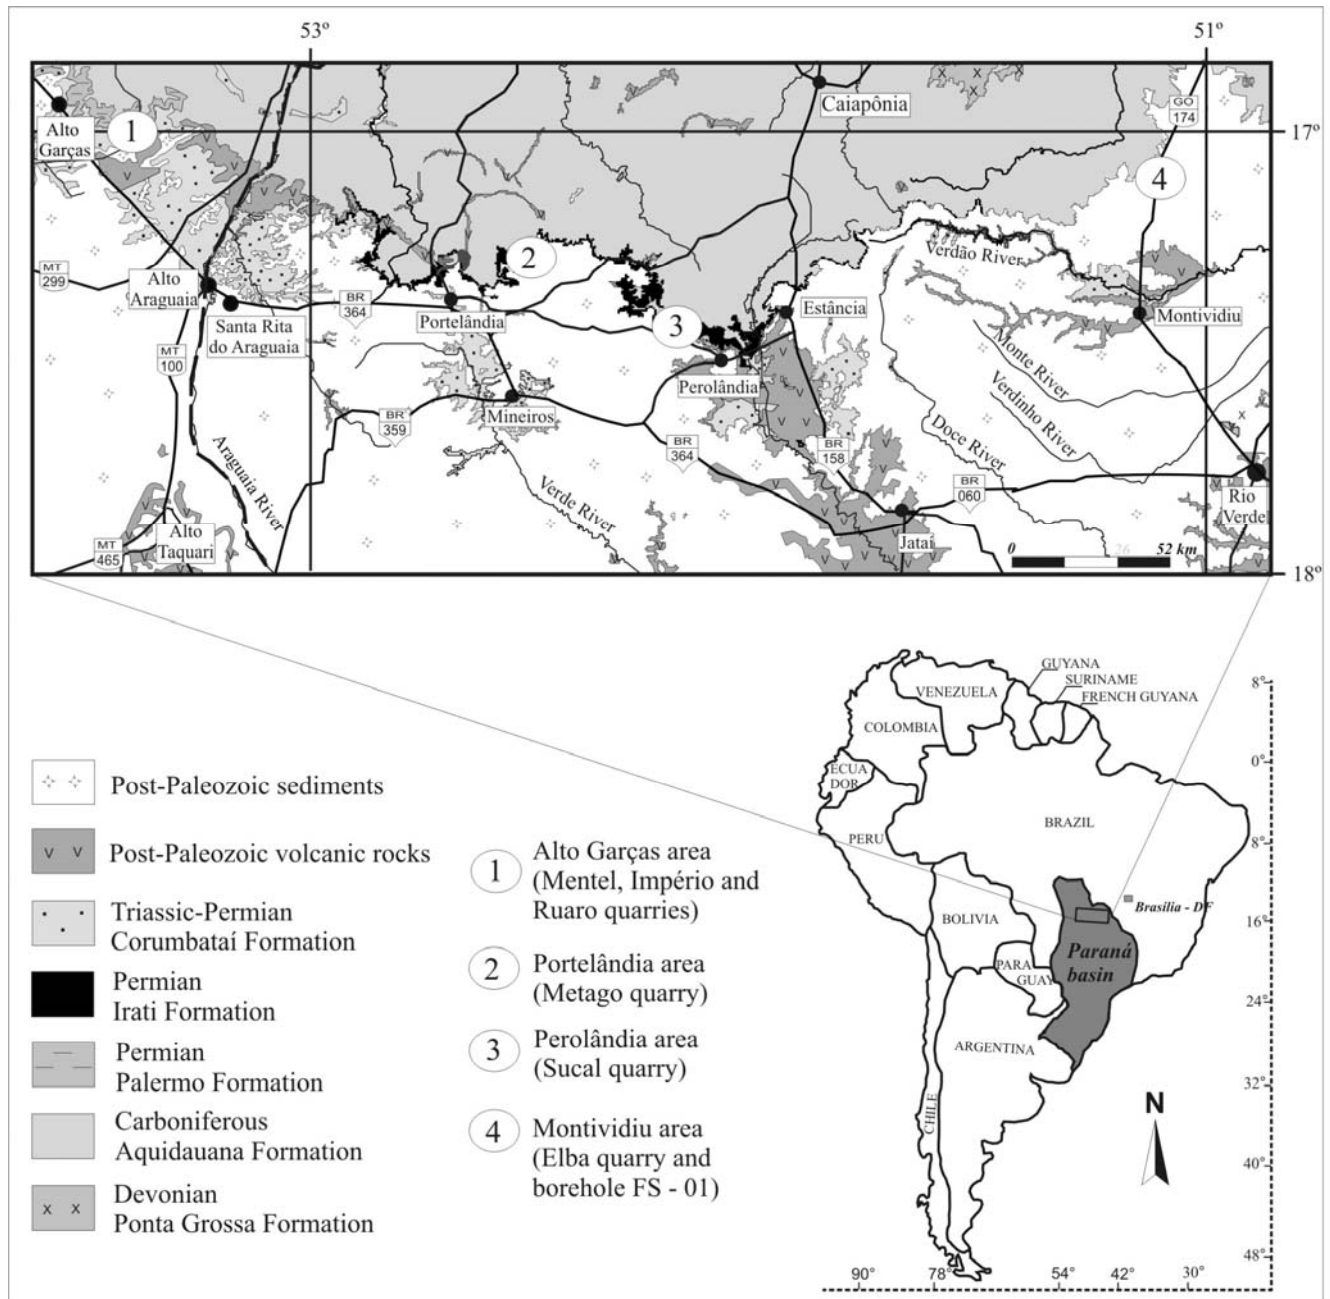 53º
51º
Caiapônia
GO
174
Alto
Garças
1
17º
4
Verdão River
2
MT
299
Alto
Araguaia
BR
364
Santa Rita
do Araguaia
Portelândia
3
Estância
Montividiu
MT
100
Perolândia
Monte River
Mineiros
BR
359
Verdinho River
Doce River
BR
364
BR
158
Araguaia River
BR
060
Rio
Verde
Verde River
Alto
Taquari
MT
465
Jataí
0 26 52 km
18º
GUYANA
SURINAME
FRENCH GUYANA
VENEZUELA
COLOMBIA
8°
0°
ECUA
DOR
BRAZIL
PERU
8°
BOLIVIA
Brasília - DF
16°
Paraná
basin
PARA
GUAY
24°
ARGENTINA
32°
CHILE
N
40°
48°
90° 78° 54° 42° 30°
Post-Paleozoic sediments
Post-Paleozoic volcanic rocks
Triassic-Permian
Corumbataí Formation
Permian
Irati Formation
Permian
Palermo Formation
Carboniferous
Aquidauana Formation
Devonian
Ponta Grossa Formation
1 Alto Garças area
(Mentel, Império and
Ruaro quarries)
2 Portelândia area
(Metago quarry)
3 Perolândia area
(Sucal quarry)
4 Montividiu area
(Elba quarry and
borehole FS - 01)